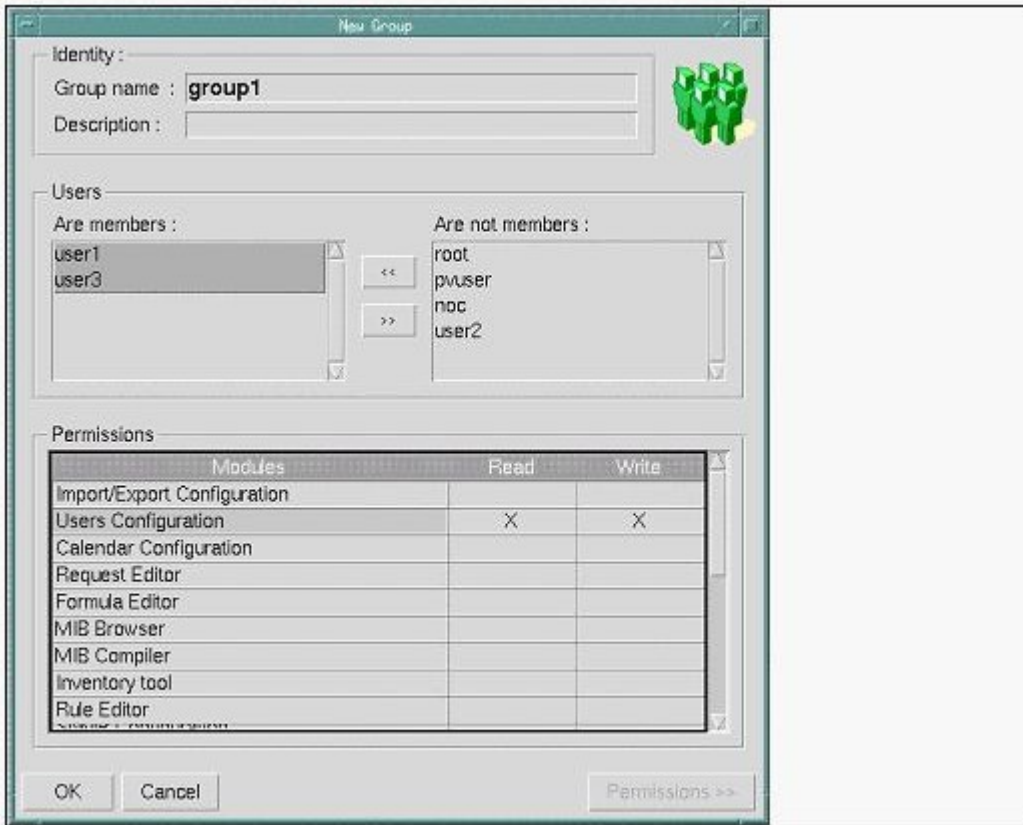 New Group
Identity :
Group name : group1
Description :
Users
Are members :
user1
user3
<<
>>
Are not members :
root
pvuser
noc
user2
Permissions
Modules Read Write
Import/Export Configuration
Users Configuration X X
Calendar Configuration
Request Editor
Formula Editor
MIB Browser
MIB Compiler
Inventory tool
Rule Editor
OK Cancel Permissions >>